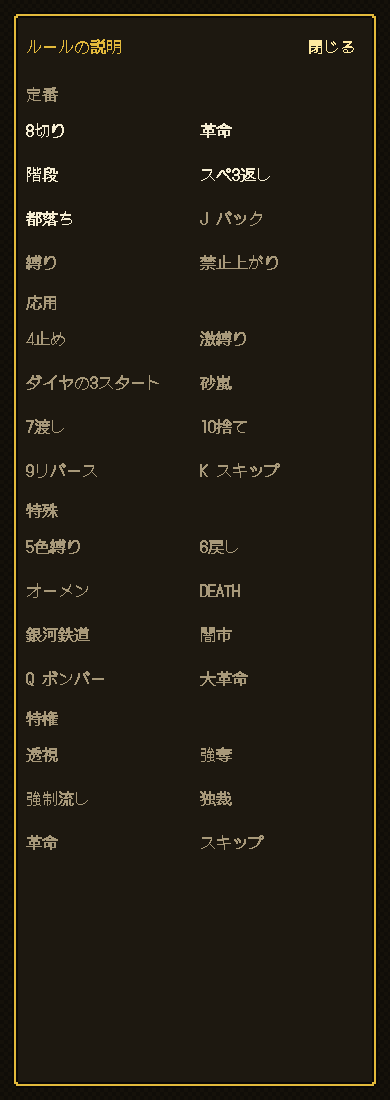 ルールの説明 閉じる
定番
8切り 革命
階段 スペ3返し
都落ち J バック
縛り 禁止上がり
応用
4止め 激縛り
ダイヤの3スタート 砂嵐
7渡し 10捨て
9リバース K スキップ
特殊
5色縛り 6戻し
オーメン DEATH
銀河鉄道 闇市
Q ボンバー 大革命
特権
透視 強奪
強制流し 独裁
革命 スキップ